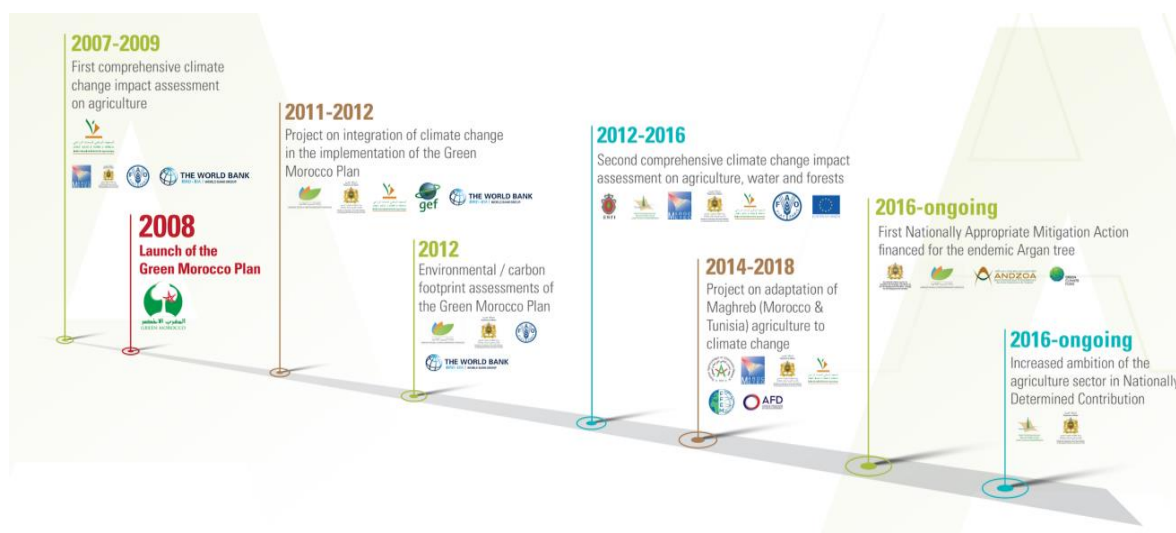 2007-2009
First comprehensive climate
change impact assessment
on agriculture
THE WORLD BANK
2008
Launch of the
Green Morocco Plan
المغرب الأخضر
GREEN MOROCCO
2011-2012
Project on integration of climate change
in the implementation of the Green
Morocco Plan
gef
THE WORLD BANK
2012
Environmental / carbon
footprint assessments of
the Green Morocco Plan
THE WORLD BANK
2012-2016
Second comprehensive climate change impact
assessment on agriculture, water and forests
2014-2018
Project on adaptation of
Maghreb (Morocco &
Tunisia) agriculture to
climate change
AFD
2016-ongoing
First Nationally Appropriate Mitigation Action
financed for the endemic Argan tree
ANDZOA
GREEN
CLIMATE
FUND
2016-ongoing
Increased ambition of the
agriculture sector in Nationally
Determined Contribution